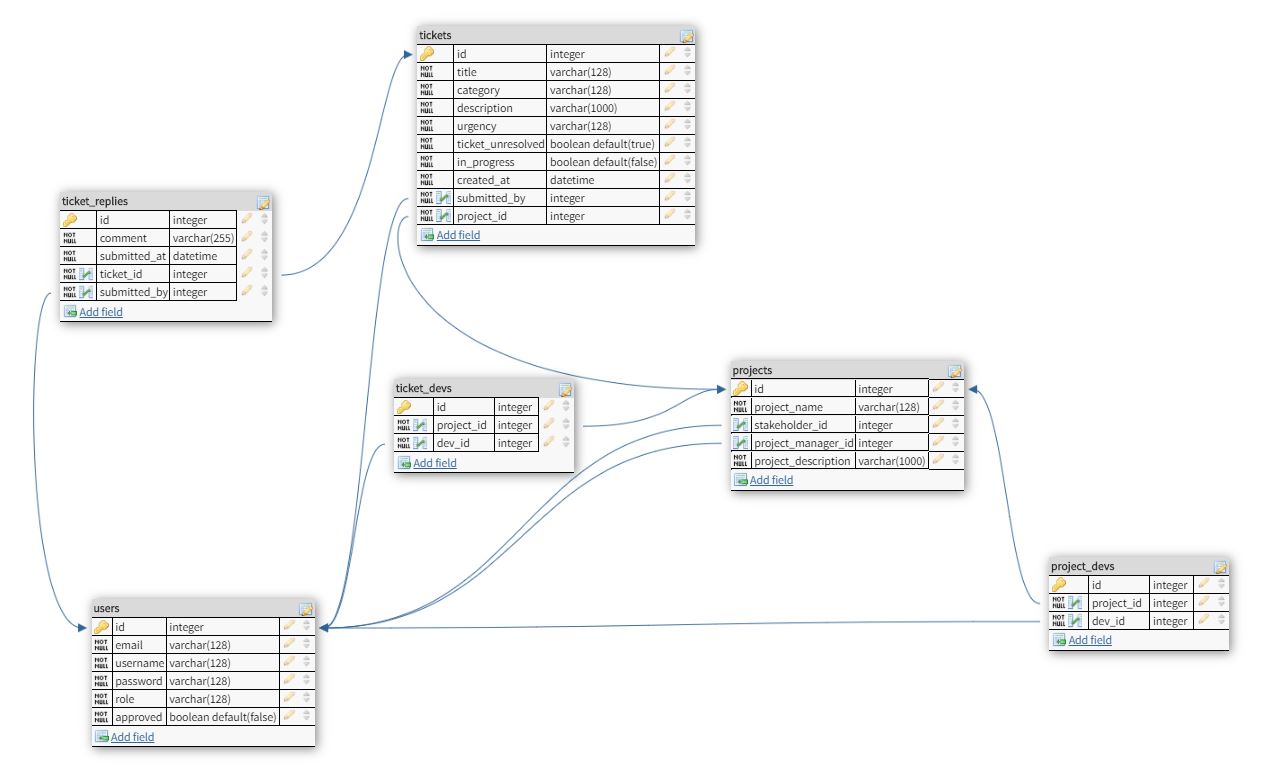 tickets
id integer
NOT NULL title varchar(128)
NOT NULL category varchar(128)
NOT NULL description varchar(1000)
NOT NULL urgency varchar(128)
NOT NULL ticket_unresolved boolean default(true)
NOT NULL in_progress boolean default(false)
NOT NULL created_at datetime
NOT NULL submitted_by integer
NOT NULL project_id integer
Add field
ticket_replies
id integer
NOT NULL comment varchar(255)
NOT NULL submitted_at datetime
NOT NULL ticket_id integer
NOT NULL submitted_by integer
Add field
ticket_devs
id integer
NOT NULL project_id integer
NOT NULL dev_id integer
Add field
projects
id integer
NOT NULL project_name varchar(128)
NOT NULL stakeholder_id integer
NOT NULL project_manager_id integer
NOT NULL project_description varchar(1000)
Add field
project_devs
id integer
NOT NULL project_id integer
NOT NULL dev_id integer
Add field
users
id integer
NOT NULL email varchar(128)
NOT NULL username varchar(128)
NOT NULL password varchar(128)
NOT NULL role varchar(128)
NOT NULL approved boolean default(false)
Add field